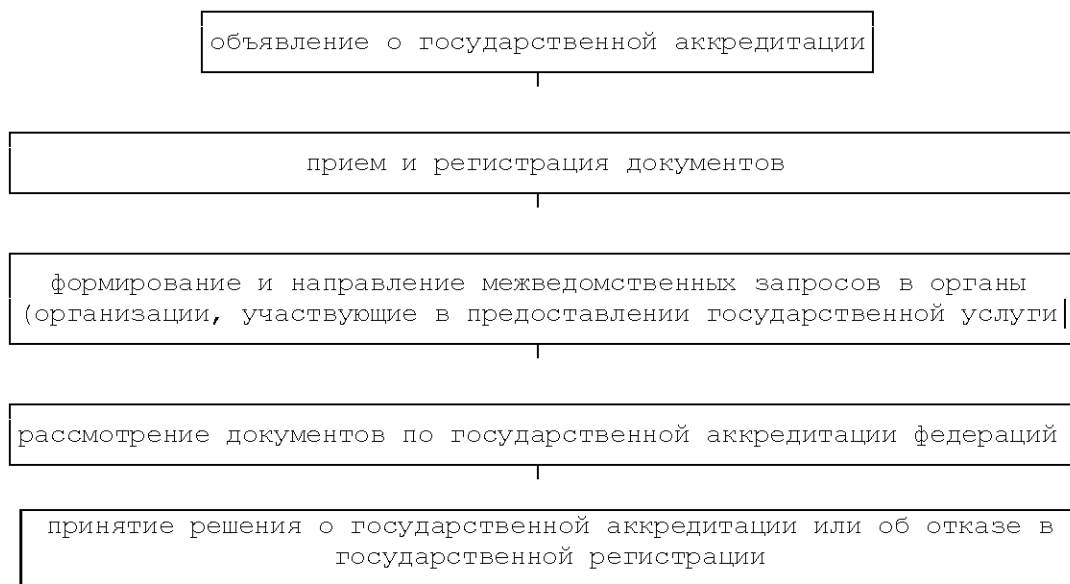 объявление о государственной аккредитации
прием и регистрация документов
формирование и направление межведомственных запросов в органы
(организации, участвующие в предоставлении государственной услуги
рассмотрение документов по государственной аккредитации федераций
принятие решения о государственной аккредитации или об отказе в
государственной регистрации